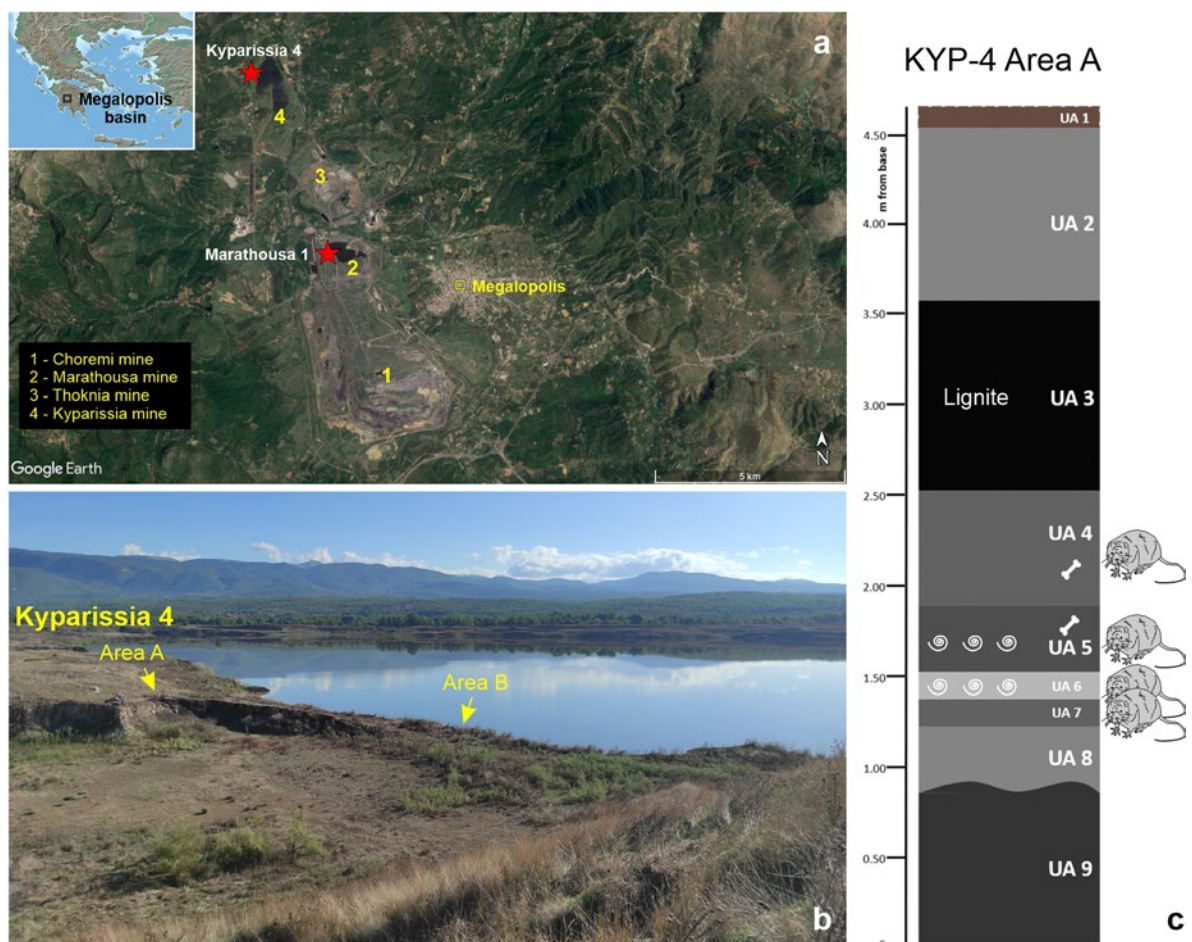 Kyparissia 4
a
Megalopolis
basin
4
3
Marathousa 1
2
Megalopolis
1
1 - Choremi mine
2 - Marathousa mine
3 - Thoknia mine
4 - Kyparissia mine
N
Google Earth
5 km
Kyparissia 4
Area A
Area B
b
KYP-4 Area A
m from base
UA 1
4.50
UA 2
4.00
3.50
Lignite
UA 3
3.00
2.50
UA 4
2.00
UA 5
1.50
UA 6
UA 7
UA 8
1.00
0.50
UA 9
c